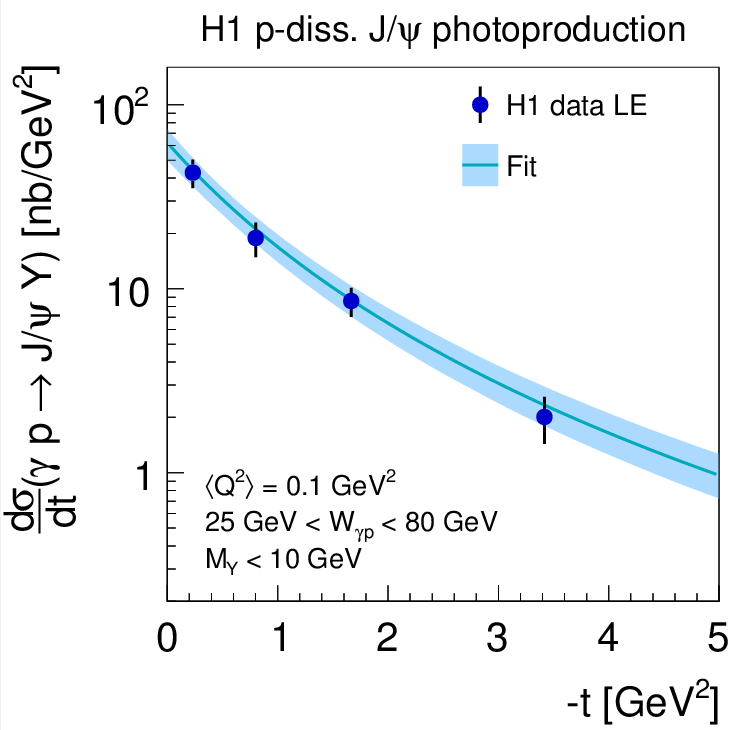 H1 p-diss. J/ψ photoproduction
H1 data LE
Fit
dσ/dt(γ p → J/ψ Y) [nb/GeV²]
10²
10
1
⟨Q²⟩ = 0.1 GeV²
25 GeV < W_γp < 80 GeV
M_Y < 10 GeV
0 1 2 3 4 5
-t [GeV²]